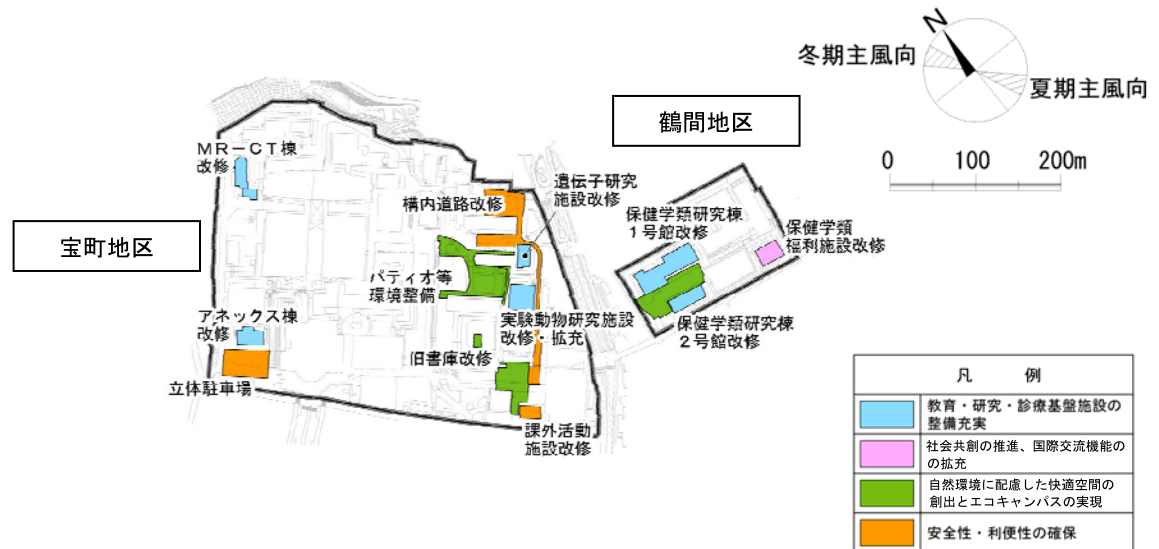 N
冬期主風向
夏期主風向
鶴間地区
0 100 200m
MR-CT棟
改修
遺伝子研究
施設改修
構内道路改修
保健学類研究棟
1号館改修
保健学類
福利施設改修
宝町地区
パティオ等
環境整備
アネックス棟
改修
実験動物研究施設
改修・拡充
保健学類研究棟
2号館改修
旧書庫改修
立体駐車場
課外活動
施設改修
凡 例
教育・研究・診療基盤施設の
整備充実
社会共創の推進、国際交流機能の
の拡充
自然環境に配慮した快適空間の
創出とエコキャンパスの実現
安全性・利便性の確保